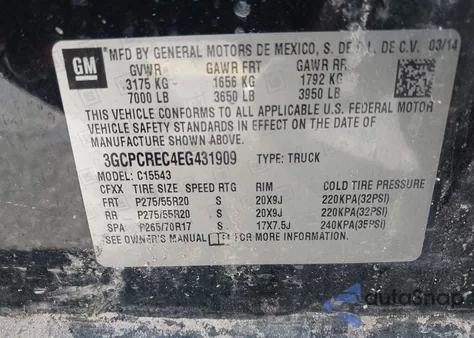 GM
MFD BY GENERAL MOTORS DE MEXICO, S. DE R.L. DE C.V. 03/14
GVWR GAWR FRT GAWR RR
3175 KG 1656 KG 1792 KG
7000 LB 3650 LB 3950 LB
THIS VEHICLE CONFORMS TO ALL APPLICABLE U.S. FEDERAL MOTOR
VEHICLE SAFETY STANDARDS IN EFFECT ON THE DATE OF
MANUFACTURE SHOWN ABOVE.
3GCPCREC4EG431909 TYPE: TRUCK
MODEL: C15543
CFXX TIRE SIZE SPEED RTG RIM COLD TIRE PRESSURE
FRT P275/55R20 S 20X9J 220KPA(32PSI)
RR P275/55R20 S 20X9J 220KPA(32PSI)
SPA P265/70R17 S 17X7.5J 240KPA(35PSI)
SEE OWNER'S MANUAL FOR MORE INFORMATION.
autoSnap